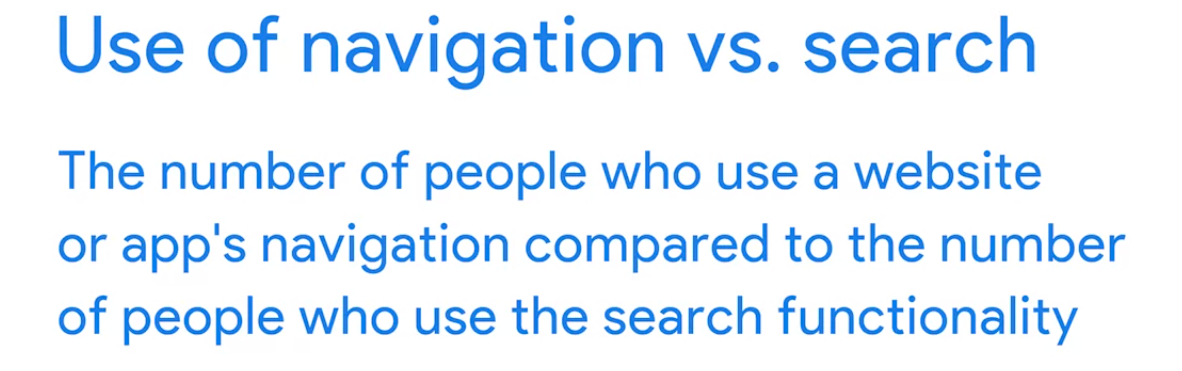 Use of navigation vs. search
The number of people who use a website
or app's navigation compared to the number
of people who use the search functionality